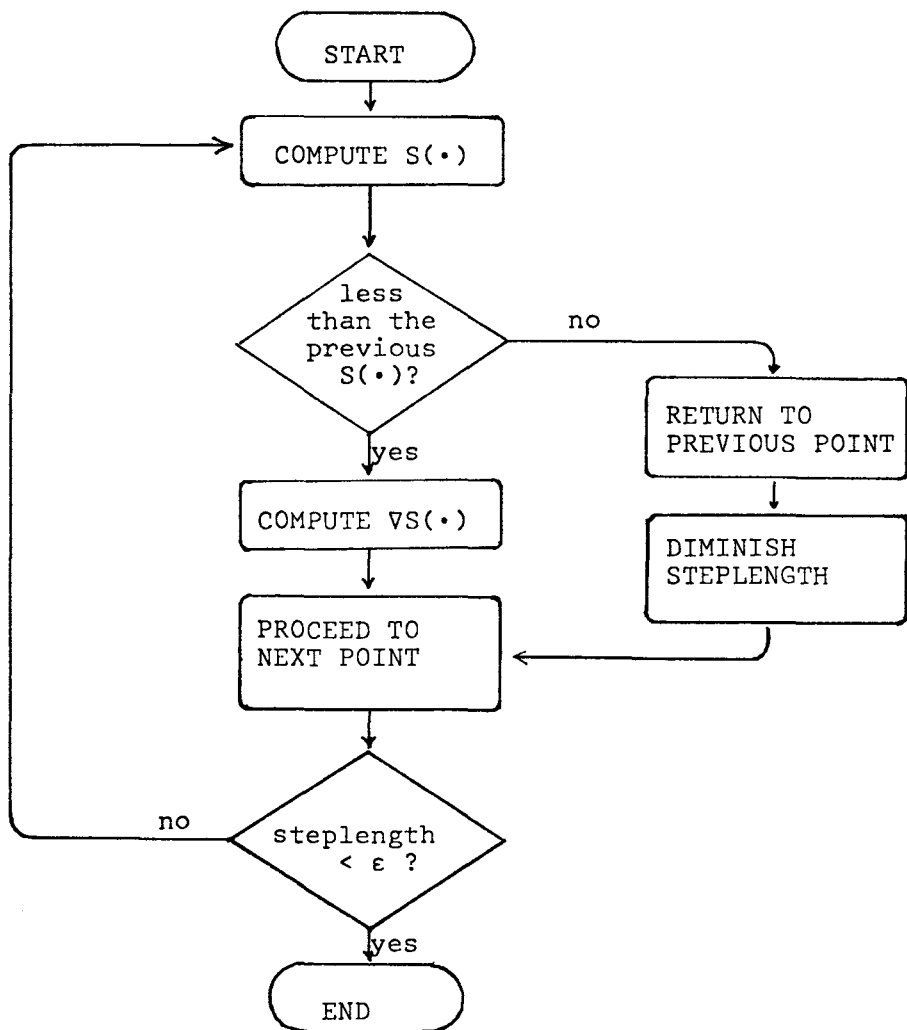 START
COMPUTE S(•)
less
than the
previous
S(•)?
no
yes
RETURN TO
PREVIOUS POINT
DIMINISH
STEPLENGTH
COMPUTE ∇S(•)
PROCEED TO
NEXT POINT
steplength
< ε ?
no
yes
END